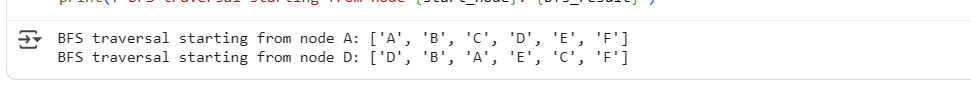 BFS traversal starting from node A: ['A', 'B', 'C', 'D', 'E', 'F']
BFS traversal starting from node D: ['D', 'B', 'A', 'E', 'C', 'F']